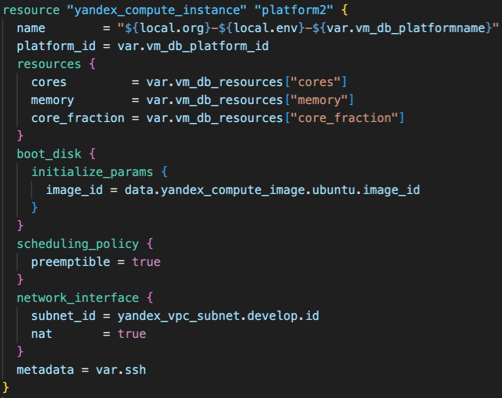 resource "yandex_compute_instance" "platform2" {
  name        = "${local.org}-${local.env}-${var.vm_db_platformname}"
  platform_id = var.vm_db_platform_id
  resources {
    cores         = var.vm_db_resources["cores"]
    memory        = var.vm_db_resources["memory"]
    core_fraction = var.vm_db_resources["core_fraction"]
  }
  boot_disk {
    initialize_params {
      image_id = data.yandex_compute_image.ubuntu.image_id
    }
  }
  scheduling_policy {
    preemptible = true
  }
  network_interface {
    subnet_id = yandex_vpc_subnet.develop.id
    nat       = true
  }
  metadata = var.ssh
}